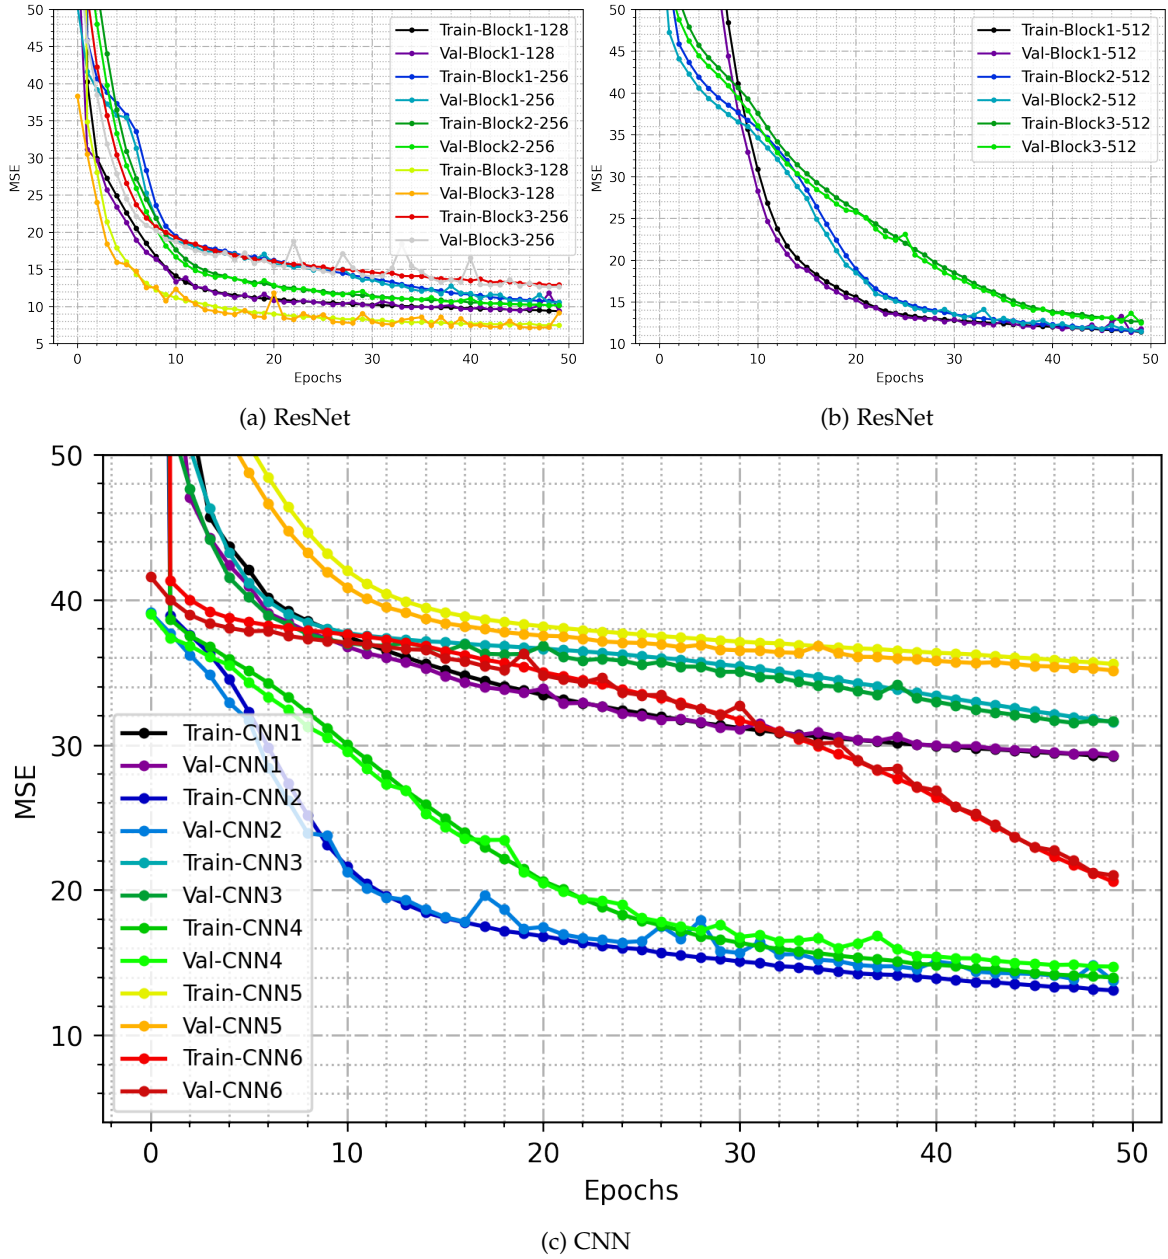 50
45
40
35
30
25
20
15
10
5
MSE
0 10 20 30 40 50
Epochs
Train-Block1-128
Val-Block1-128
Train-Block1-256
Val-Block1-256
Train-Block2-256
Val-Block2-256
Train-Block3-128
Val-Block3-128
Train-Block3-256
Val-Block3-256
(a) ResNet
50
45
40
35
30
25
20
15
10
MSE
0 10 20 30 40 50
Epochs
Train-Block1-512
Val-Block1-512
Train-Block2-512
Val-Block2-512
Train-Block3-512
Val-Block3-512
(b) ResNet
50
40
30
20
10
MSE
Train-CNN1
Val-CNN1
Train-CNN2
Val-CNN2
Train-CNN3
Val-CNN3
Train-CNN4
Val-CNN4
Train-CNN5
Val-CNN5
Train-CNN6
Val-CNN6
0 10 20 30 40 50
Epochs
(c) CNN